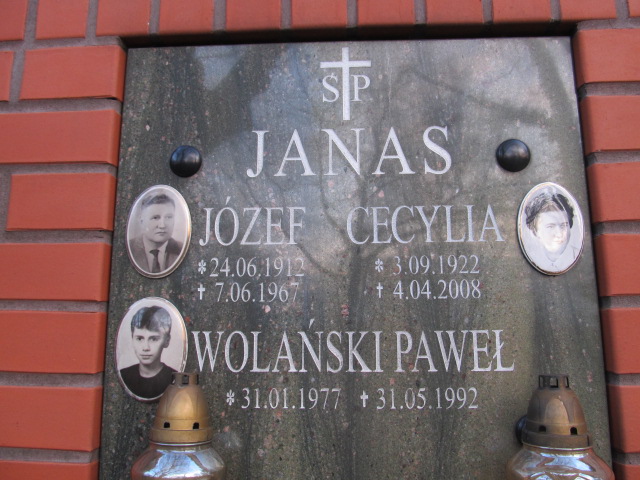 Ś P
JANAS
JÓZEF CECYLIA
* 24.06.1912 * 3.09.1922
✝ 7.06.1967 ✝ 4.04.2008
WOLAŃSKI PAWEŁ
* 31.01.1977 ✝ 31.05.1992